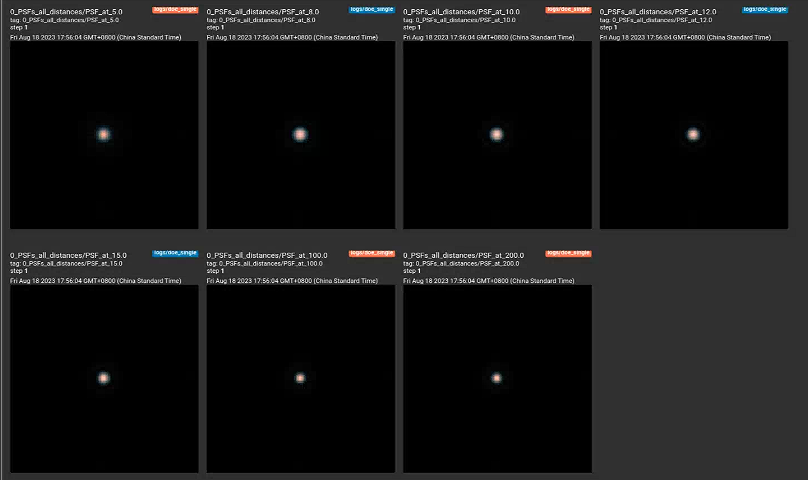 0_PSFs_all_distances/PSF_at_5.0
logs/doe_single
tag: 0_PSFs_all_distances/PSF_at_5.0
step 1
Fri Aug 18 2023 17:56:04 GMT+0800 (China Standard Time)
0_PSFs_all_distances/PSF_at_8.0
logs/doe_single
tag: 0_PSFs_all_distances/PSF_at_8.0
step 1
Fri Aug 18 2023 17:56:04 GMT+0800 (China Standard Time)
0_PSFs_all_distances/PSF_at_10.0
logs/doe_single
tag: 0_PSFs_all_distances/PSF_at_10.0
step 1
Fri Aug 18 2023 17:56:04 GMT+0800 (China Standard Time)
0_PSFs_all_distances/PSF_at_12.0
logs/doe_single
tag: 0_PSFs_all_distances/PSF_at_12.0
step 1
Fri Aug 18 2023 17:56:04 GMT+0800 (China Standard Time)
0_PSFs_all_distances/PSF_at_15.0
logs/doe_single
tag: 0_PSFs_all_distances/PSF_at_15.0
step 1
Fri Aug 18 2023 17:56:04 GMT+0800 (China Standard Time)
0_PSFs_all_distances/PSF_at_100.0
logs/doe_single
tag: 0_PSFs_all_distances/PSF_at_100.0
step 1
Fri Aug 18 2023 17:56:04 GMT+0800 (China Standard Time)
0_PSFs_all_distances/PSF_at_200.0
logs/doe_single
tag: 0_PSFs_all_distances/PSF_at_200.0
step 1
Fri Aug 18 2023 17:56:04 GMT+0800 (China Standard Time)